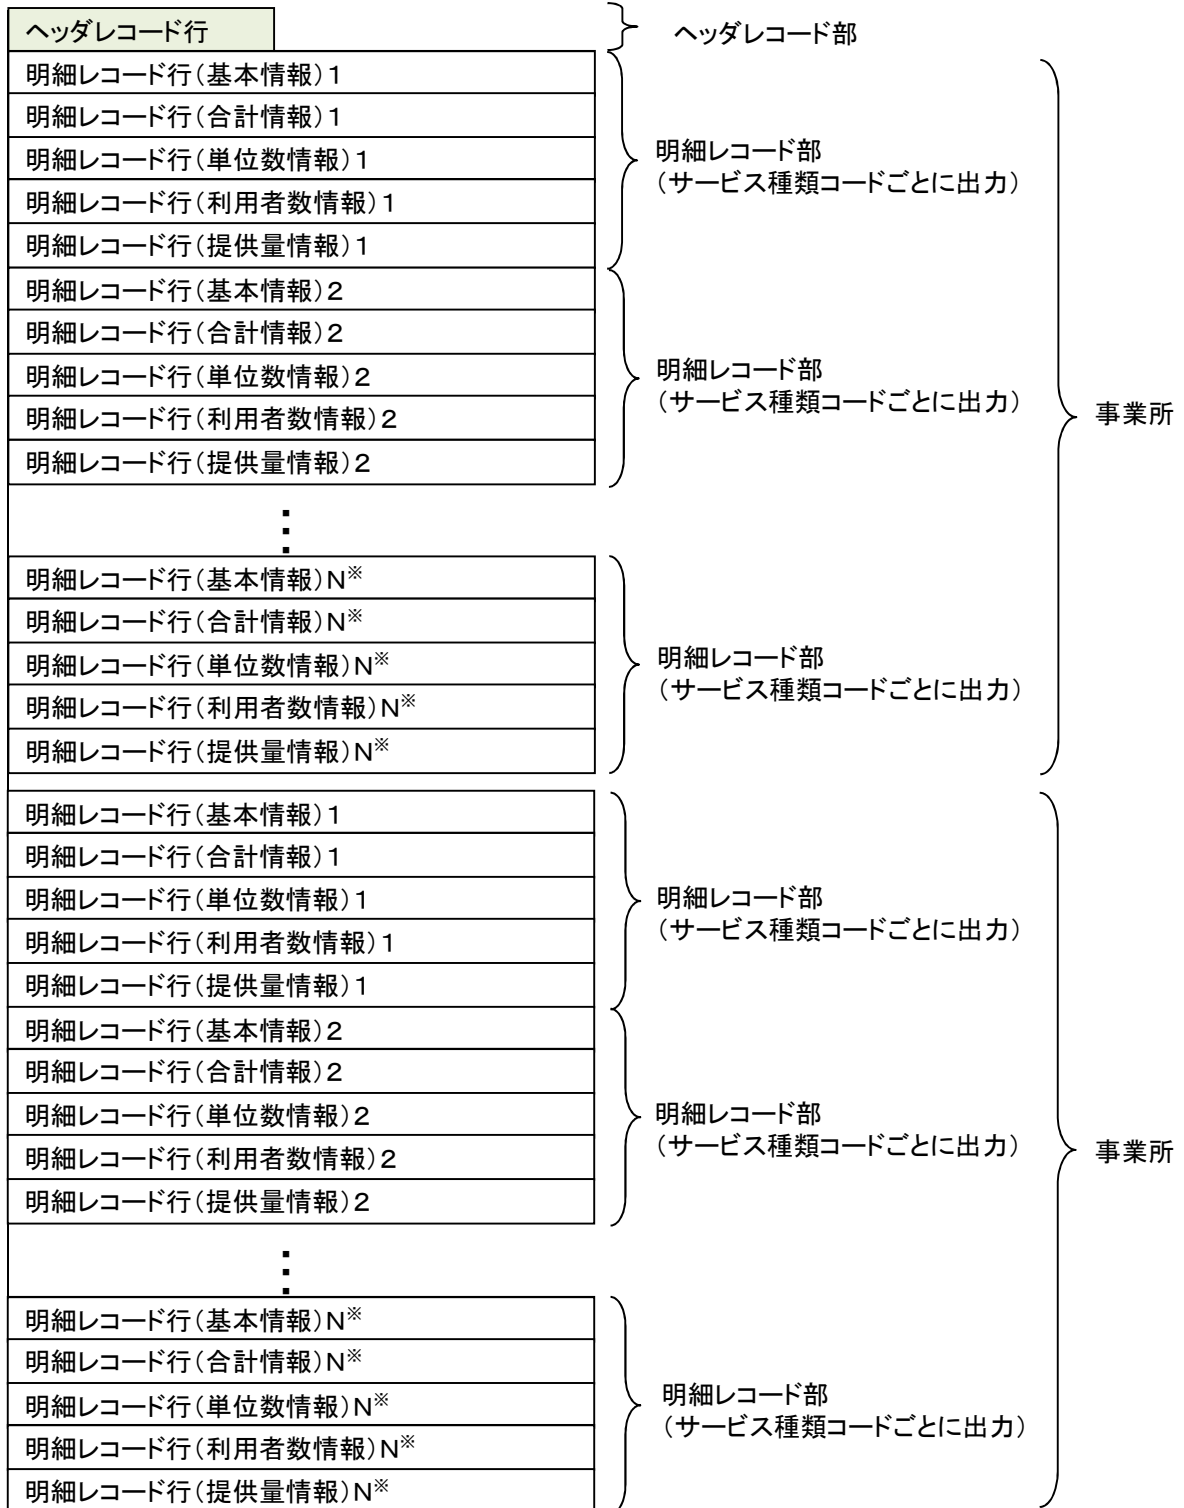 ヘッダレコード行
ヘッダレコード部
明細レコード行(基本情報)1
明細レコード行(合計情報)1
明細レコード行(単位数情報)1
明細レコード行(利用者数情報)1
明細レコード行(提供量情報)1
明細レコード部
(サービス種類コードごとに出力)
明細レコード行(基本情報)2
明細レコード行(合計情報)2
明細レコード行(単位数情報)2
明細レコード行(利用者数情報)2
明細レコード行(提供量情報)2
明細レコード部
(サービス種類コードごとに出力)
事業所
明細レコード行(基本情報)N※
明細レコード行(合計情報)N※
明細レコード行(単位数情報)N※
明細レコード行(利用者数情報)N※
明細レコード行(提供量情報)N※
明細レコード部
(サービス種類コードごとに出力)
明細レコード行(基本情報)1
明細レコード行(合計情報)1
明細レコード行(単位数情報)1
明細レコード行(利用者数情報)1
明細レコード行(提供量情報)1
明細レコード部
(サービス種類コードごとに出力)
明細レコード行(基本情報)2
明細レコード行(合計情報)2
明細レコード行(単位数情報)2
明細レコード行(利用者数情報)2
明細レコード行(提供量情報)2
明細レコード部
(サービス種類コードごとに出力)
事業所
明細レコード行(基本情報)N※
明細レコード行(合計情報)N※
明細レコード行(単位数情報)N※
明細レコード行(利用者数情報)N※
明細レコード行(提供量情報)N※
明細レコード部
(サービス種類コードごとに出力)